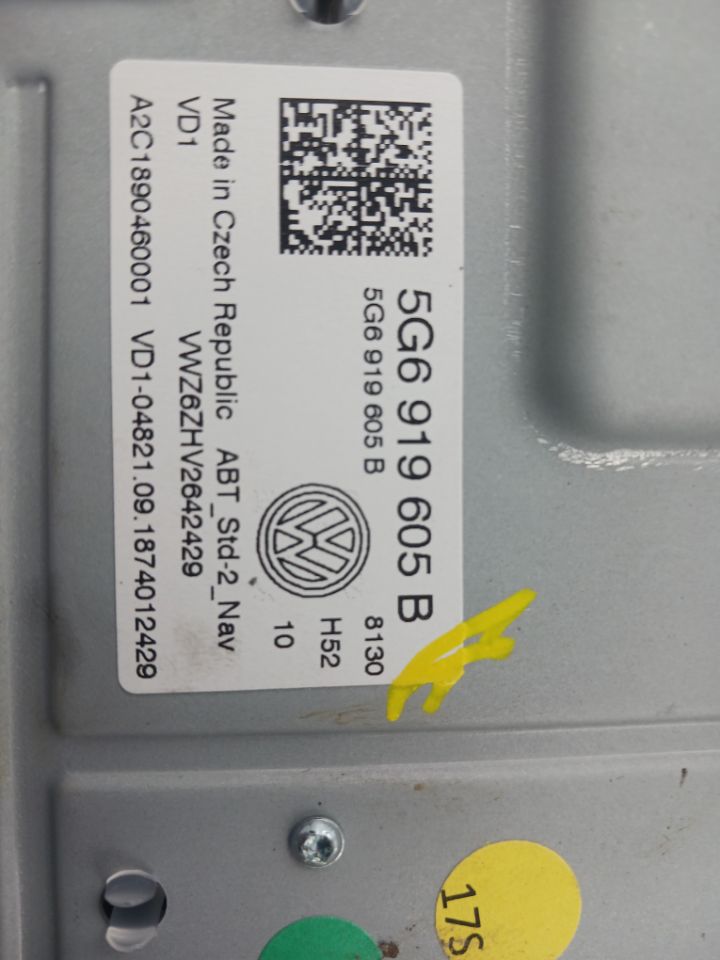 5G6 919 605 B
5G6 919 605 B
8130
H52
10
Made in Czech Republic ABT_Std-2_Nav
VD1 VWZ6ZHV2642429
A2C1890460001 VD1-04821.09.1874012429
17S